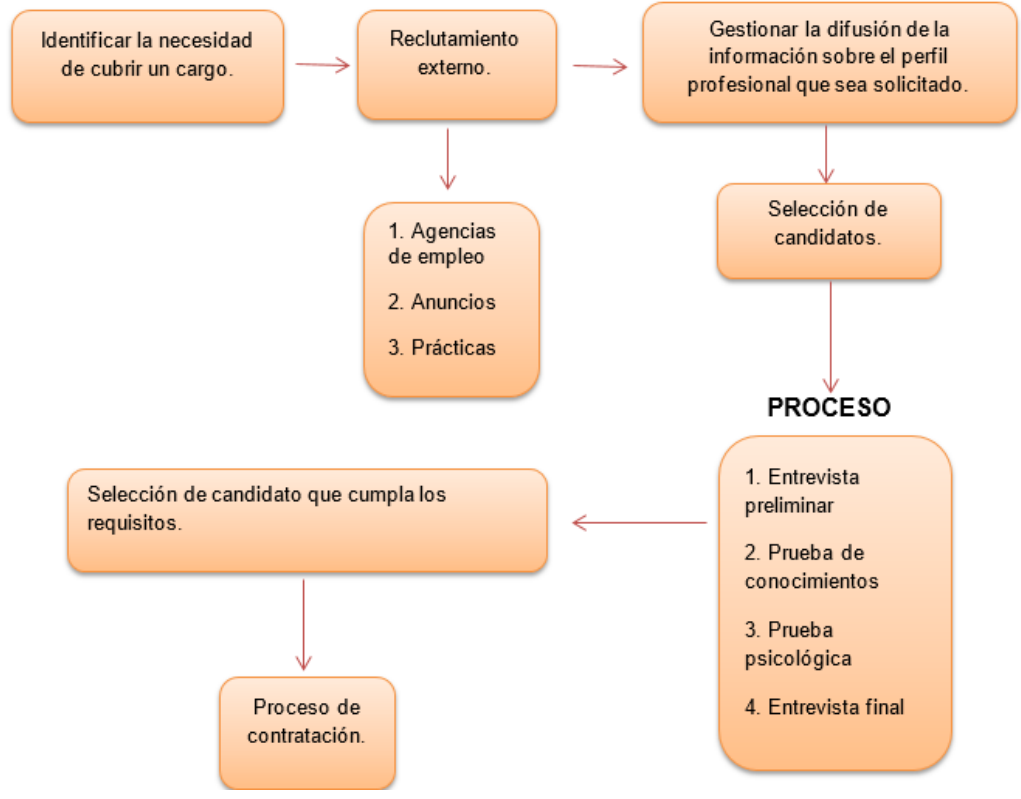 Identificar la necesidad
de cubrir un cargo.
Reclutamiento
externo.
Gestionar la difusión de la
información sobre el perfil
profesional que sea solicitado.
1. Agencias
de empleo
2. Anuncios
3. Prácticas
Selección de
candidatos.
PROCESO
1. Entrevista
preliminar
2. Prueba de
conocimientos
3. Prueba
psicológica
4. Entrevista final
Selección de candidato que cumpla los
requisitos.
Proceso de
contratación.